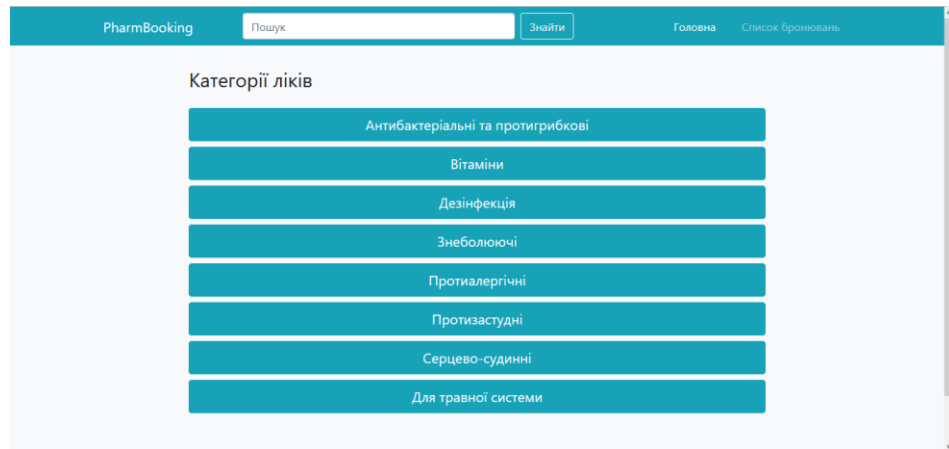 PharmBooking Пошук Знайти Головна Список бронювань
Категорії ліків
Антибактеріальні та протигрибкові
Вітаміни
Дезінфекція
Знеболюючі
Протиалергічні
Протизастудні
Серцево-судинні
Для травної системи